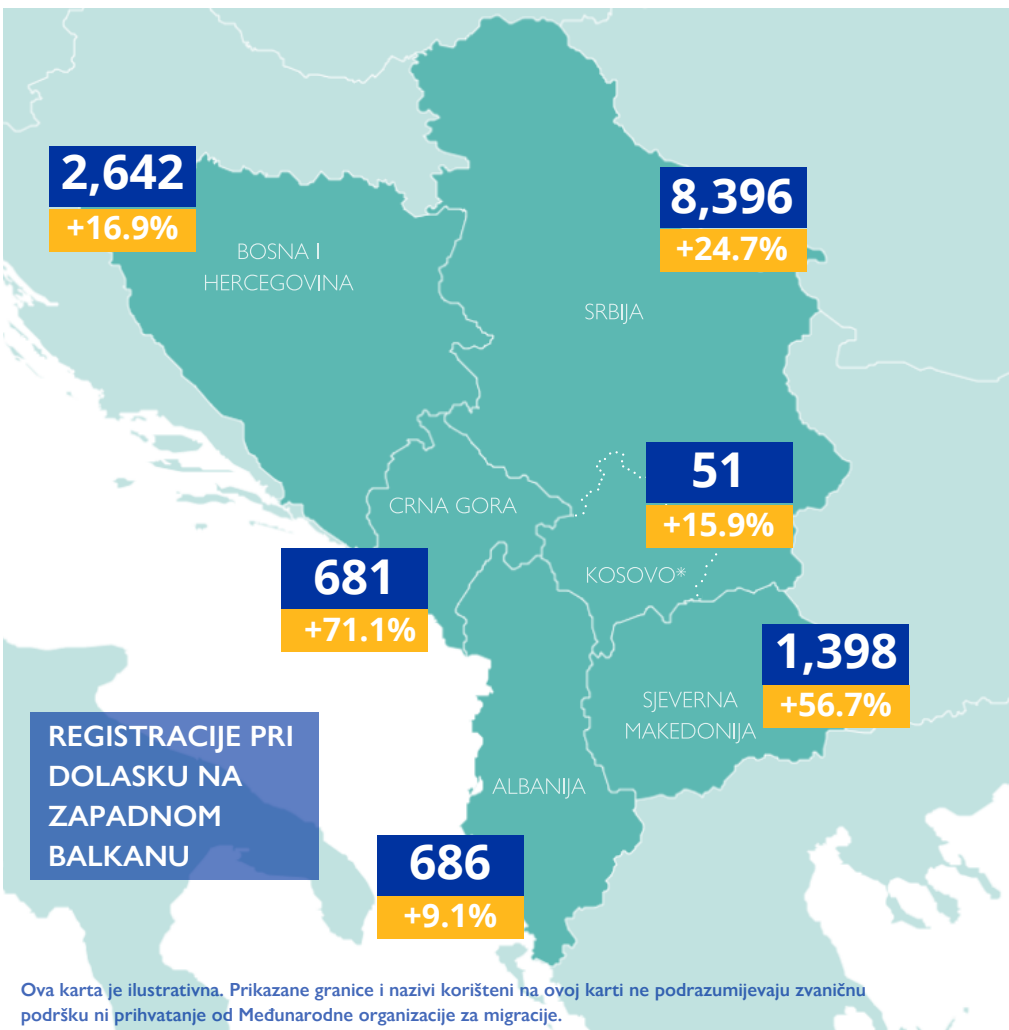 2,642
+16.9%
BOSNA I
HERCEGOVINA
8,396
+24.7%
SRBIJA
51
+15.9%
CRNA GORA
KOSOVO*
681
+71.1%
1,398
+56.7%
SJEVERNA
MAKEDONIJA
REGISTRACIJE PRI
DOLASKU NA
ZAPADNOM
BALKANU
ALBANIJA
686
+9.1%
Ova karta je ilustrativna. Prikazane granice i nazivi korišteni na ovoj karti ne podrazumijevaju zvaničnu
podršku ni prihvatanje od Međunarodne organizacije za migracije.